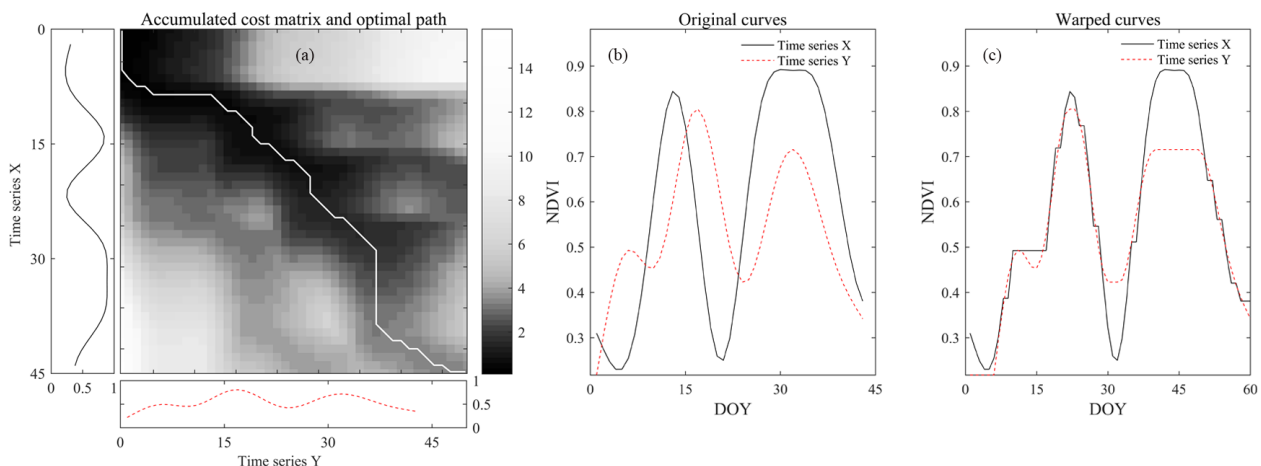 Accumulated cost matrix and optimal path
(a)
Time series X
0
15
30
45
0 0.5 1
14
12
10
8
6
4
2
1
0.5
0
0 15 30 45
Time series Y
Original curves
(b)
Time series X
Time series Y
NDVI
0.9
0.8
0.7
0.6
0.5
0.4
0.3
0 15 30 45
DOY
Warped curves
(c)
Time series X
Time series Y
NDVI
0.9
0.8
0.7
0.6
0.5
0.4
0.3
0 15 30 45 60
DOY